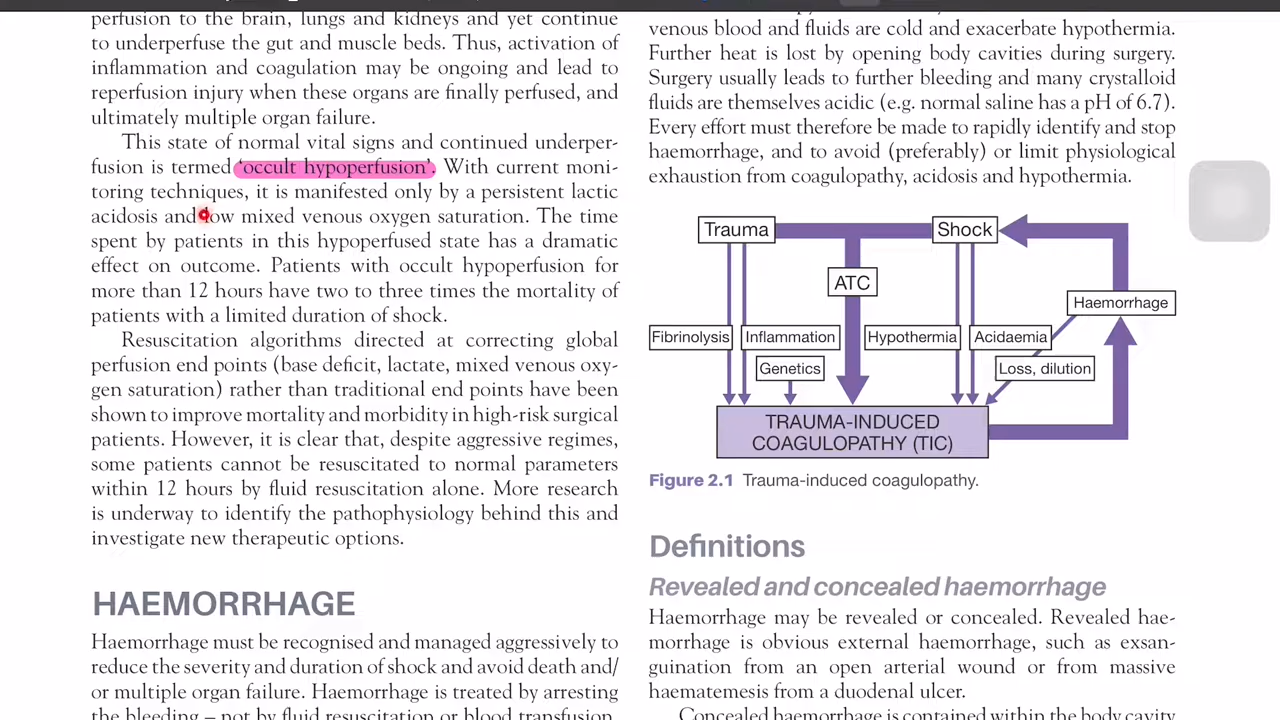 perfusion to the brain, lungs and kidneys and yet continue
to underperfuse the gut and muscle beds. Thus, activation of
inflammation and coagulation may be ongoing and lead to
reperfusion injury when these organs are finally perfused, and
ultimately multiple organ failure.
This state of normal vital signs and continued underper-
fusion is termed ‘occult hypoperfusion’. With current moni-
toring techniques, it is manifested only by a persistent lactic
acidosis and low mixed venous oxygen saturation. The time
spent by patients in this hypoperfused state has a dramatic
effect on outcome. Patients with occult hypoperfusion for
more than 12 hours have two to three times the mortality of
patients with a limited duration of shock.
Resuscitation algorithms directed at correcting global
perfusion end points (base deficit, lactate, mixed venous oxy-
gen saturation) rather than traditional end points have been
shown to improve mortality and morbidity in high-risk surgical
patients. However, it is clear that, despite aggressive regimes,
some patients cannot be resuscitated to normal parameters
within 12 hours by fluid resuscitation alone. More research
is underway to identify the pathophysiology behind this and
investigate new therapeutic options.
HAEMORRHAGE
Haemorrhage must be recognised and managed aggressively to
reduce the severity and duration of shock and avoid death and/
or multiple organ failure. Haemorrhage is treated by arresting
the bleeding – not by fluid resuscitation or blood transfusion.
venous blood and fluids are cold and exacerbate hypothermia.
Further heat is lost by opening body cavities during surgery.
Surgery usually leads to further bleeding and many crystalloid
fluids are themselves acidic (e.g. normal saline has a pH of 6.7).
Every effort must therefore be made to rapidly identify and stop
haemorrhage, and to avoid (preferably) or limit physiological
exhaustion from coagulopathy, acidosis and hypothermia.
Trauma
Shock
ATC
Haemorrhage
Fibrinolysis
Inflammation
Hypothermia
Acidaemia
Genetics
Loss, dilution
TRAUMA-INDUCED
COAGULOPATHY (TIC)
Figure 2.1 Trauma-induced coagulopathy.
Definitions
Revealed and concealed haemorrhage
Haemorrhage may be revealed or concealed. Revealed hae-
morrhage is obvious external haemorrhage, such as exsan-
guination from an open arterial wound or from massive
haematemesis from a duodenal ulcer.
Concealed haemorrhage is contained within the body cavity